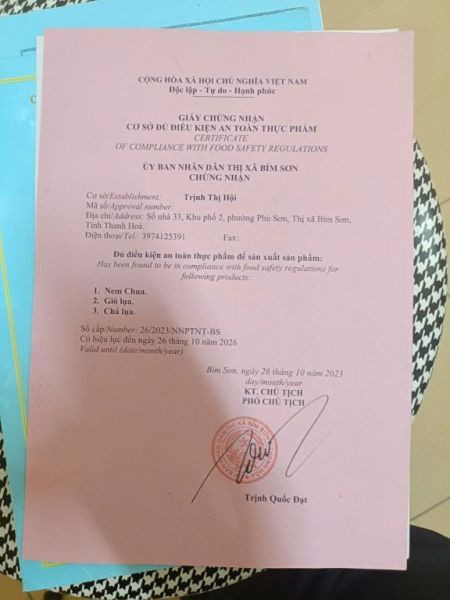 CỘNG HÒA XÃ HỘI CHỦ NGHĨA VIỆT NAM
Độc lập - Tự do - Hạnh phúc
GIẤY CHỨNG NHẬN
CƠ SỞ ĐỦ ĐIỀU KIỆN AN TOÀN THỰC PHẨM
CERTIFICATE
OF COMPLIANCE WITH FOOD SAFETY REGULATIONS
ỦY BAN NHÂN DÂN THỊ XÃ BỈM SƠN
CHỨNG NHẬN
Cơ sở/Establishment: Trịnh Thị Hội
Mã số/Approval number:
Địa chỉ/Address: Số nhà 33, Khu phố 2, phường Phú Sơn, Thị xã Bỉm Sơn,
Tỉnh Thanh Hoá.
Điện thoại/Tel: 3974125391 Fax:
Đủ điều kiện an toàn thực phẩm để sản xuất sản phẩm:
Has been found to be in compliance with food safety regulations for
following products:
1. Nem Chua.
2. Giò lụa.
3. Chả lụa.
Số cấp/Number: 26/2023/NNPTNT-BS
Có hiệu lực đến ngày 26 tháng 10 năm 2026
Valid until (date/month/year)
Bỉm Sơn, ngày 26 tháng 10 năm 2023
day/month/year
KT. CHỦ TỊCH
PHÓ CHỦ TỊCH
Trịnh Quốc Đạt